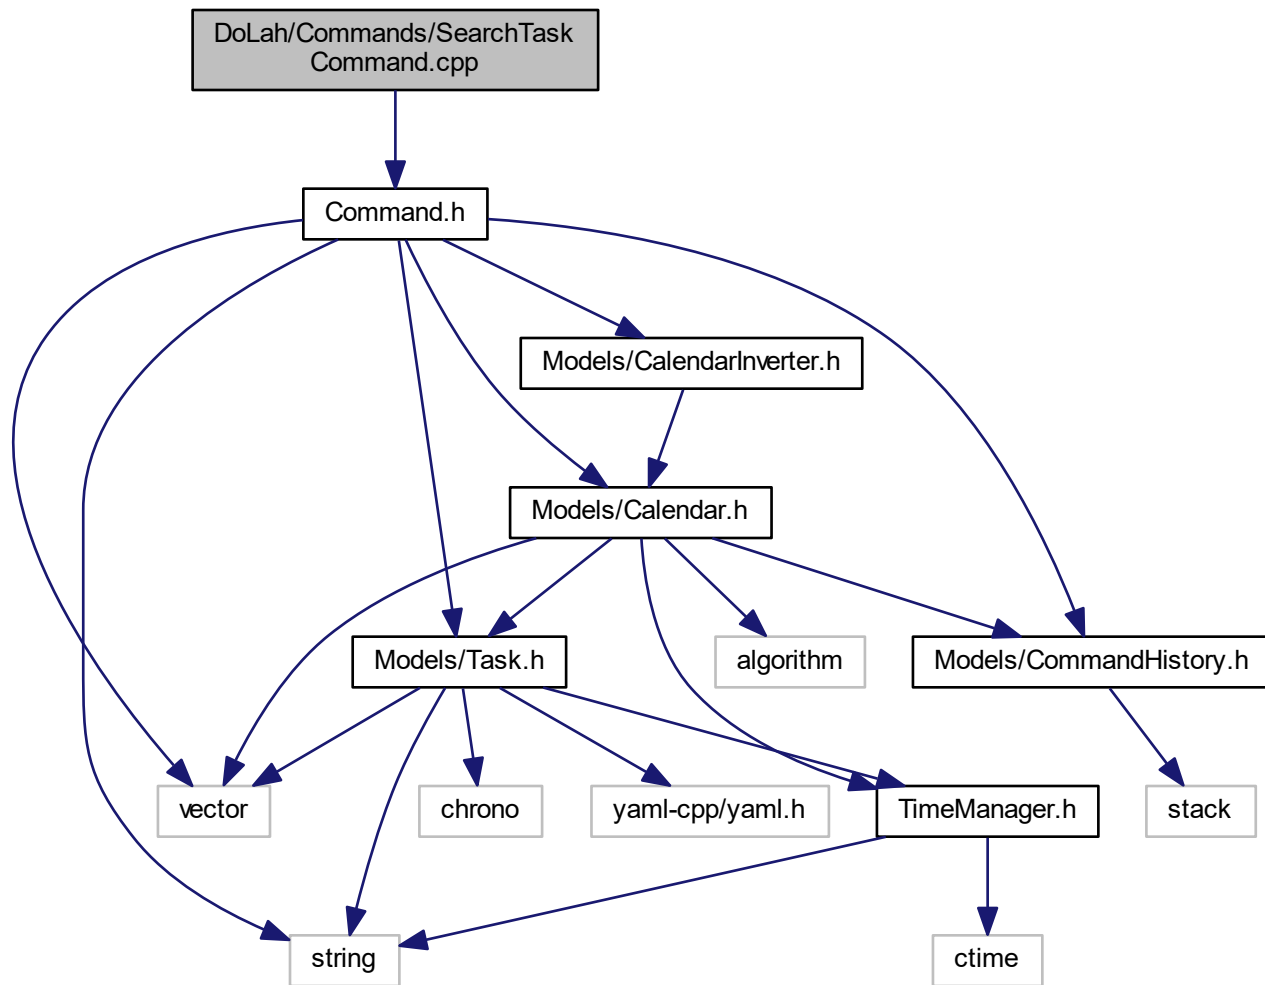 DoLah/Commands/SearchTask
Command.cpp
Command.h
Models/CalendarInverter.h
Models/Calendar.h
Models/Task.h
algorithm
Models/CommandHistory.h
vector
chrono
yaml-cpp/yaml.h
TimeManager.h
stack
string
ctime